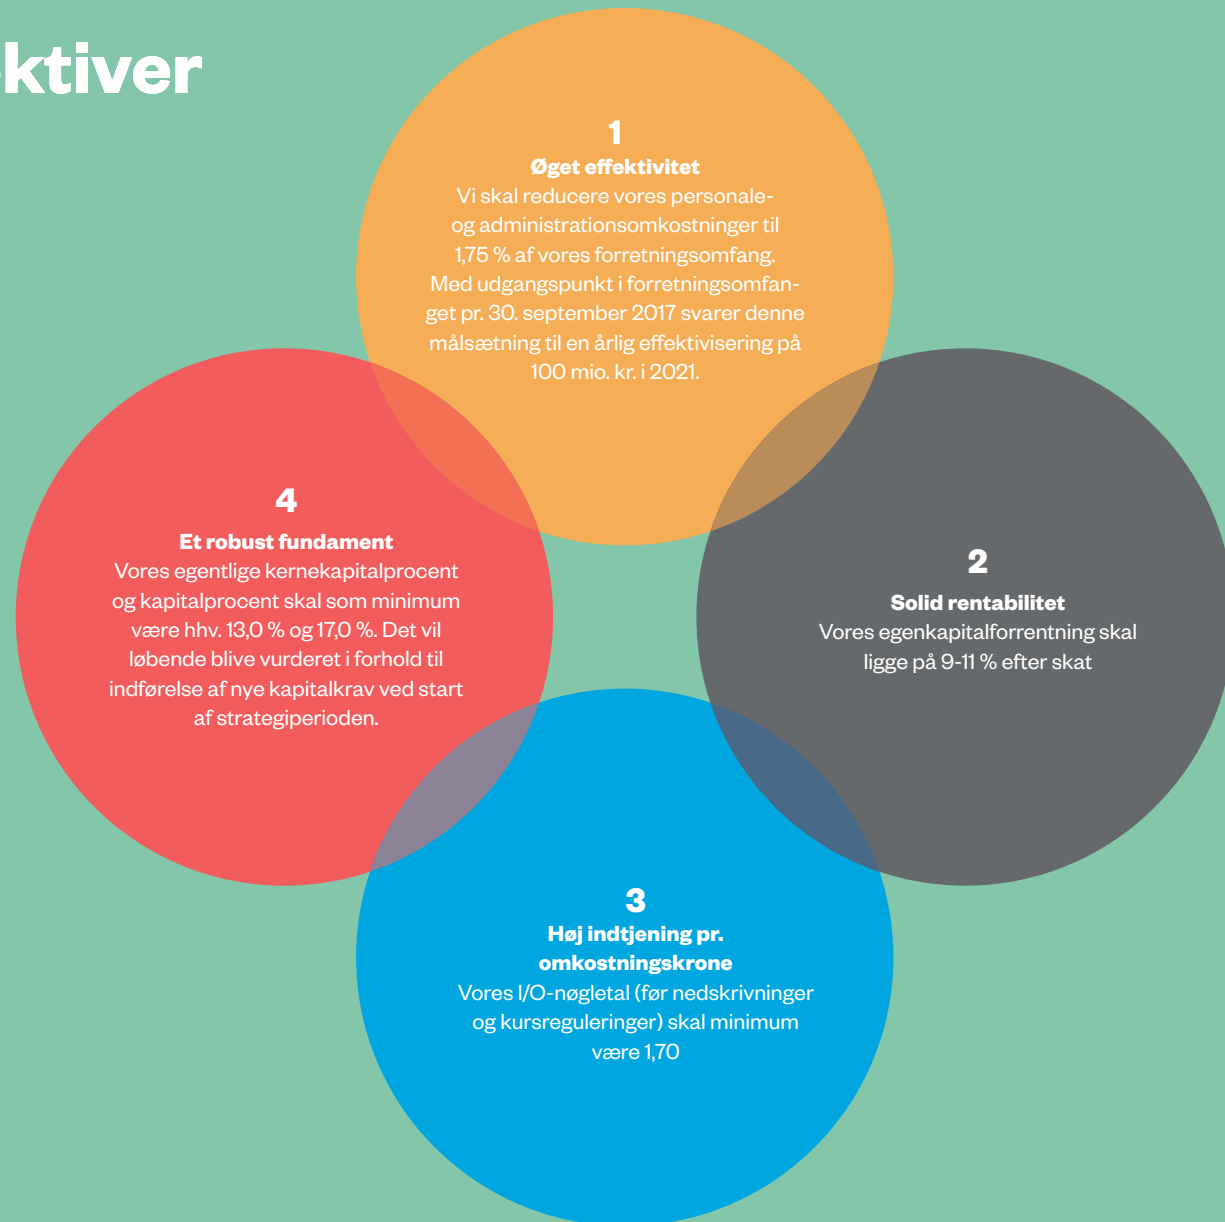 ktiver
1
Øget effektivitet
Vi skal reducere vores personale-
og administrationsomkostninger til
1,75 % af vores forretningsomfang.
Med udgangspunkt i forretningsomfan-
get pr. 30. september 2017 svarer denne
målsætning til en årlig effektivisering på
100 mio. kr. i 2021.
2
Solid rentabilitet
Vores egenkapitalforrentning skal
ligge på 9-11 % efter skat
3
Høj indtjening pr.
omkostningskrone
Vores I/O-nøgletal (før nedskrivninger
og kursreguleringer) skal minimum
være 1,70
4
Et robust fundament
Vores egentlige kernekapitalprocent
og kapitalprocent skal som minimum
være hhv. 13,0 % og 17,0 %. Det vil
løbende blive vurderet i forhold til
indførelse af nye kapitalkrav ved start
af strategiperioden.